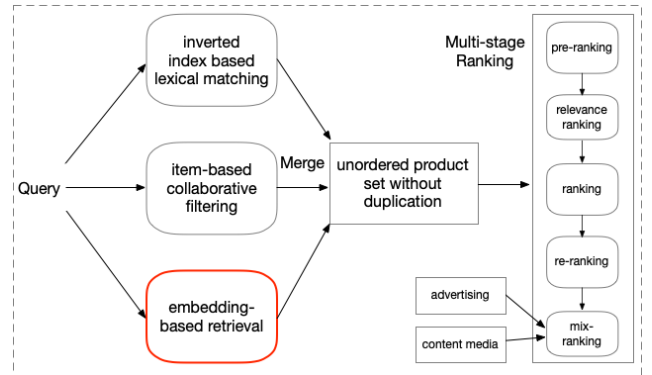 Query
inverted
index based
lexical matching
item-based
collaborative
filtering
embedding-
based retrieval
Merge
unordered product
set without
duplication
Multi-stage
Ranking
pre-ranking
relevance
ranking
ranking
re-ranking
mix-
ranking
advertising
content media